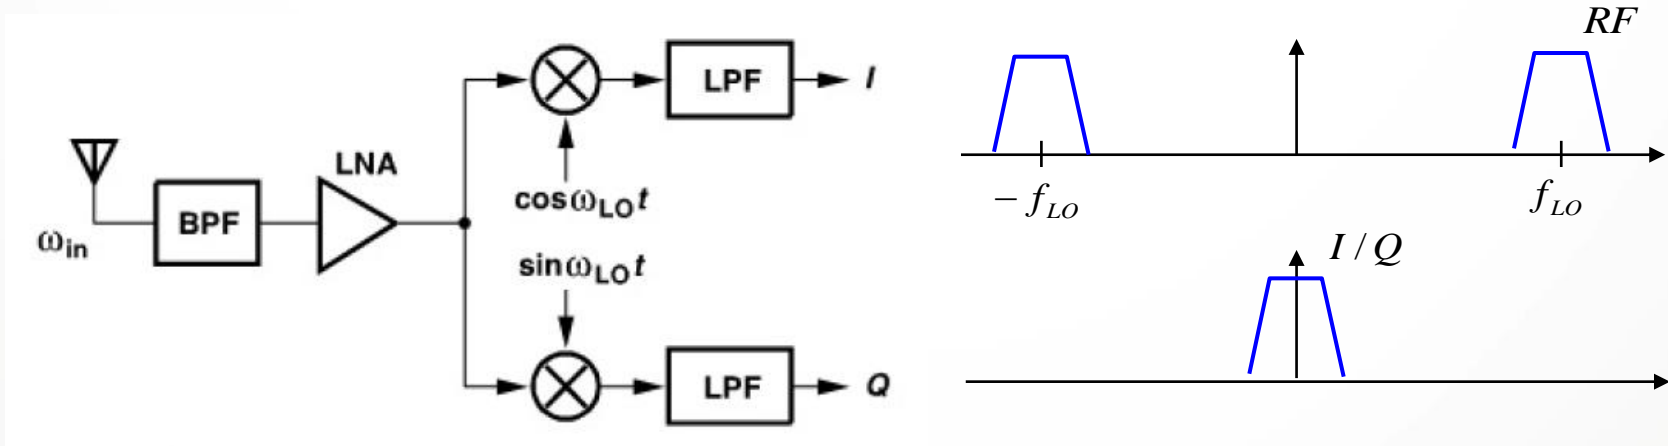 LPF
I
LNA
cosω_LO t
BPF
ω_in
sinω_LO t
LPF
Q
RF
− f_LO
f_LO
I / Q